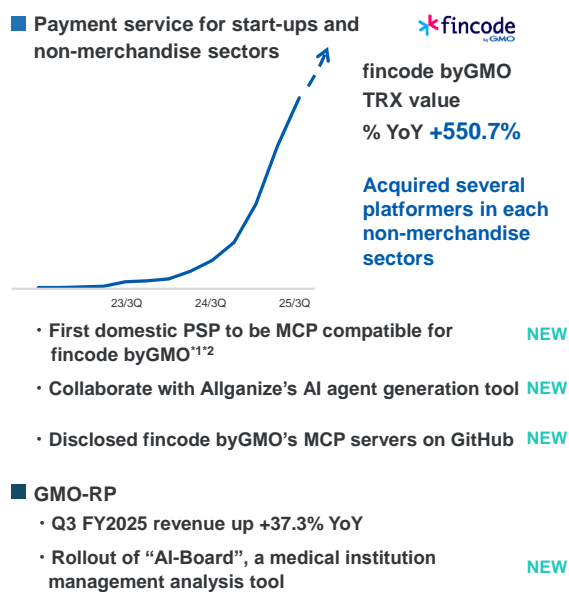 Payment service for start-ups and
non-merchandise sectors
fincode
by GMO
fincode byGMO
TRX value
% YoY +550.7%
Acquired several
platformers in each
non-merchandise
sectors
23/3Q
24/3Q
25/3Q
・First domestic PSP to be MCP compatible for
fincode byGMO*1*2
NEW
・Collaborate with Allganize's AI agent generation tool NEW
・Disclosed fincode byGMO's MCP servers on GitHub NEW
GMO-RP
・Q3 FY2025 revenue up +37.3% YoY
・Rollout of “AI-Board”, a medical institution
management analysis tool
NEW